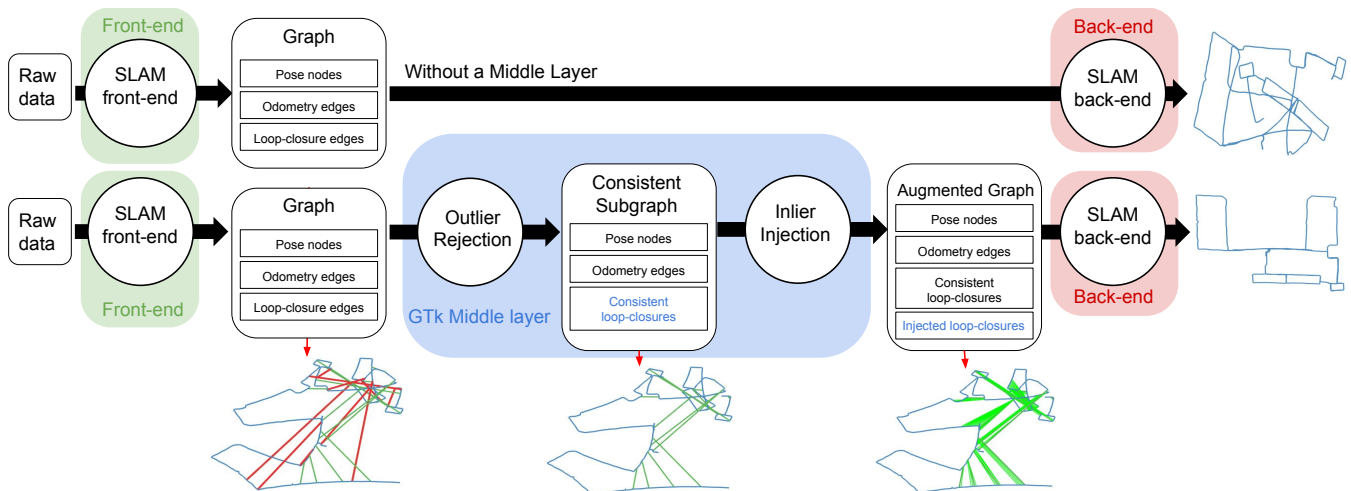 Front-end
Raw
data
SLAM
front-end
Graph
Pose nodes
Odometry edges
Loop-closure edges
Without a Middle Layer
Back-end
SLAM
back-end
Raw
data
SLAM
front-end
Front-end
Graph
Pose nodes
Odometry edges
Loop-closure edges
GTk Middle layer
Outlier
Rejection
Consistent
Subgraph
Pose nodes
Odometry edges
Consistent
loop-closures
Inlier
Injection
Augmented Graph
Pose nodes
Odometry edges
Consistent
loop-closures
Injected loop-closures
SLAM
back-end
Back-end